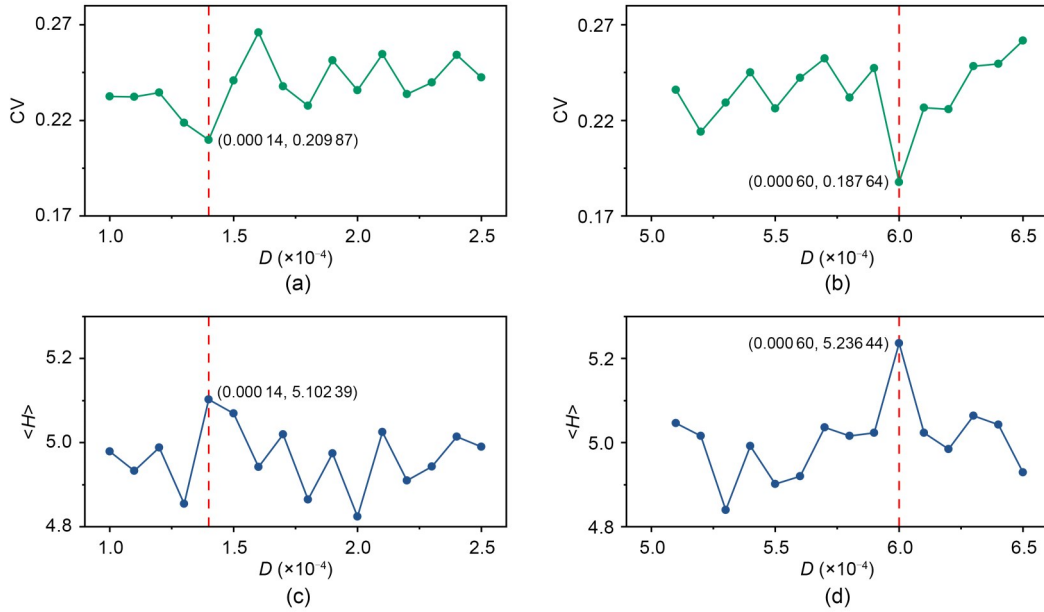 0.27
CV
0.22
(0.000 14, 0.209 87)
0.17
1.0 1.5 2.0 2.5
D (×10⁻⁴)
(a)
0.27
CV
0.22
(0.000 60, 0.187 64)
0.17
5.0 5.5 6.0 6.5
D (×10⁻⁴)
(b)
5.2
(0.000 14, 5.102 39)
<H>
5.0
4.8
1.0 1.5 2.0 2.5
D (×10⁻⁴)
(c)
5.2
(0.000 60, 5.236 44)
<H>
5.0
4.8
5.0 5.5 6.0 6.5
D (×10⁻⁴)
(d)